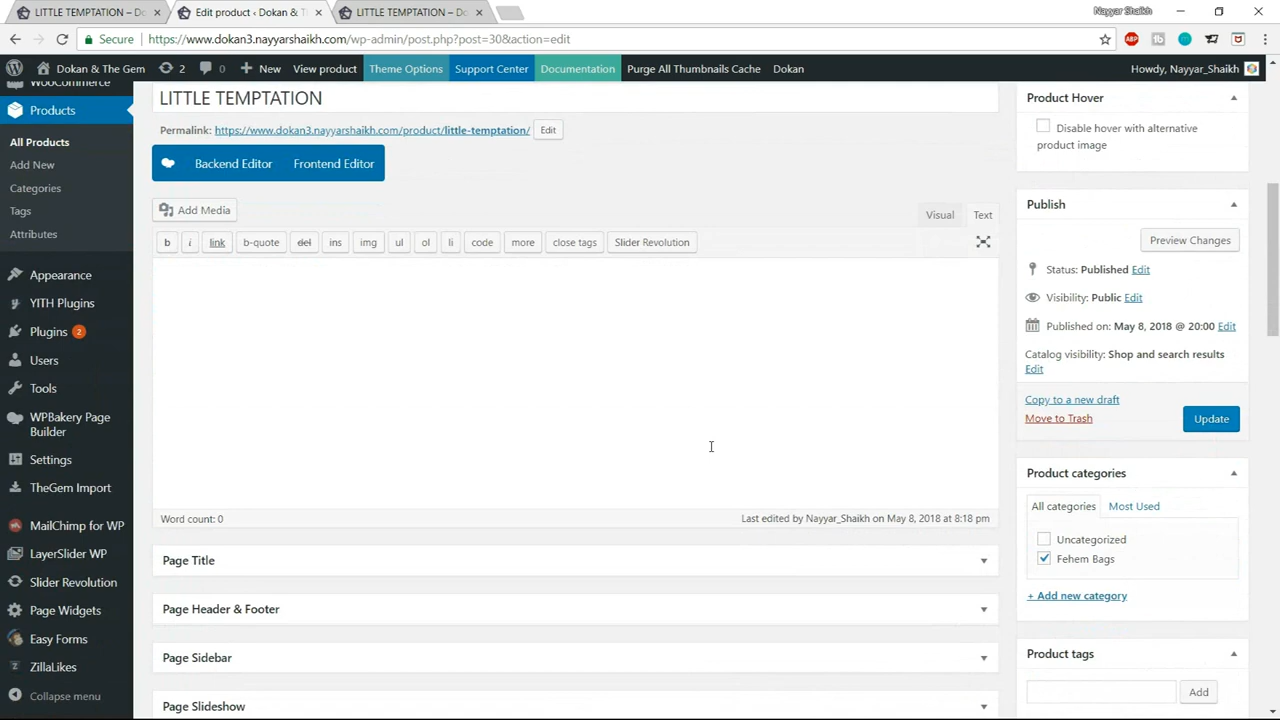 LITTLE TEMPTATION – Do
Edit product ‹ Dokan & T
LITTLE TEMPTATION – Do
Nayyar Shaikh
Secure
https://www.dokan3.nayyarshaikh.com/wp-admin/post.php?post=30&action=edit
ABP
Dokan & The Gem
2
0
New
View product
Theme Options
Support Center
Documentation
Purge All Thumbnails Cache
Dokan
Howdy, Nayyar_Shaikh
WooCommerce
Products
All Products
Add New
Categories
Tags
Attributes
Appearance
YITH Plugins
Plugins 2
Users
Tools
WPBakery Page
Builder
Settings
TheGem Import
MailChimp for WP
LayerSlider WP
Slider Revolution
Page Widgets
Easy Forms
ZillaLikes
Collapse menu
LITTLE TEMPTATION
Permalink: https://www.dokan3.nayyarshaikh.com/product/little-temptation/ Edit
Backend Editor
Frontend Editor
Add Media
Visual
Text
b
i
link
b-quote
del
ins
img
ul
ol
li
code
more
close tags
Slider Revolution
Word count: 0
Last edited by Nayyar_Shaikh on May 8, 2018 at 8:18 pm
Page Title
Page Header & Footer
Page Sidebar
Page Slideshow
Product Hover
Disable hover with alternative
product image
Publish
Preview Changes
Status: Published Edit
Visibility: Public Edit
Published on: May 8, 2018 @ 20:00 Edit
Catalog visibility: Shop and search results
Edit
Copy to a new draft
Move to Trash
Update
Product categories
All categories
Most Used
Uncategorized
Fehem Bags
+ Add new category
Product tags
Add